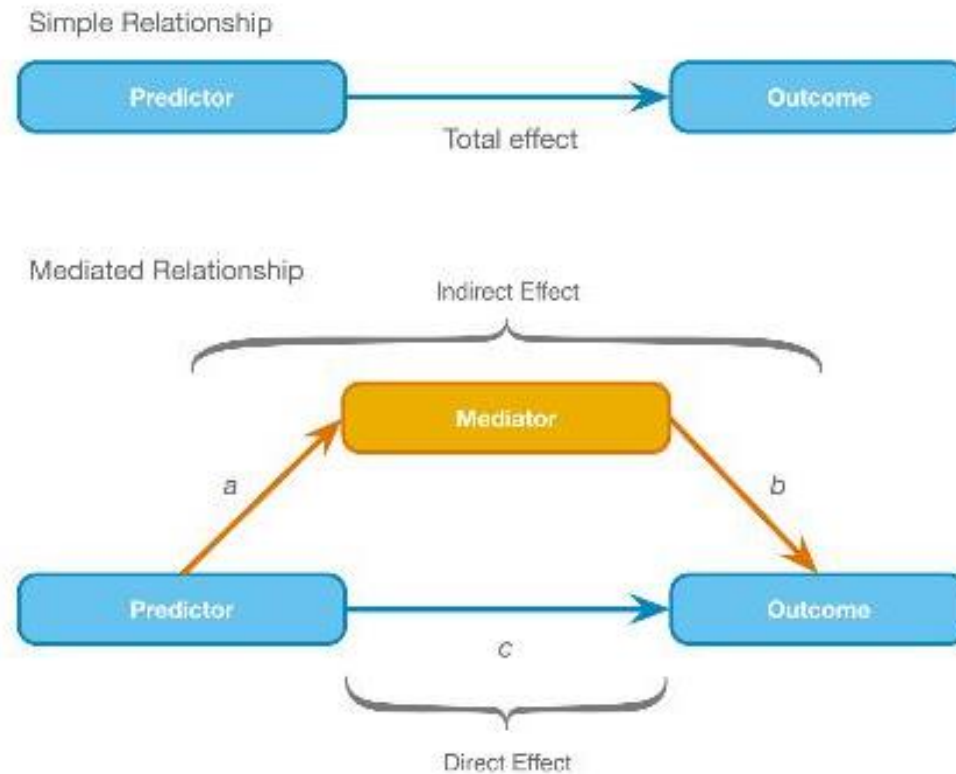 Simple Relationship
Predictor
Outcome
Total effect
Mediated Relationship
Indirect Effect
Mediator
a
b
Predictor
Outcome
c
Direct Effect